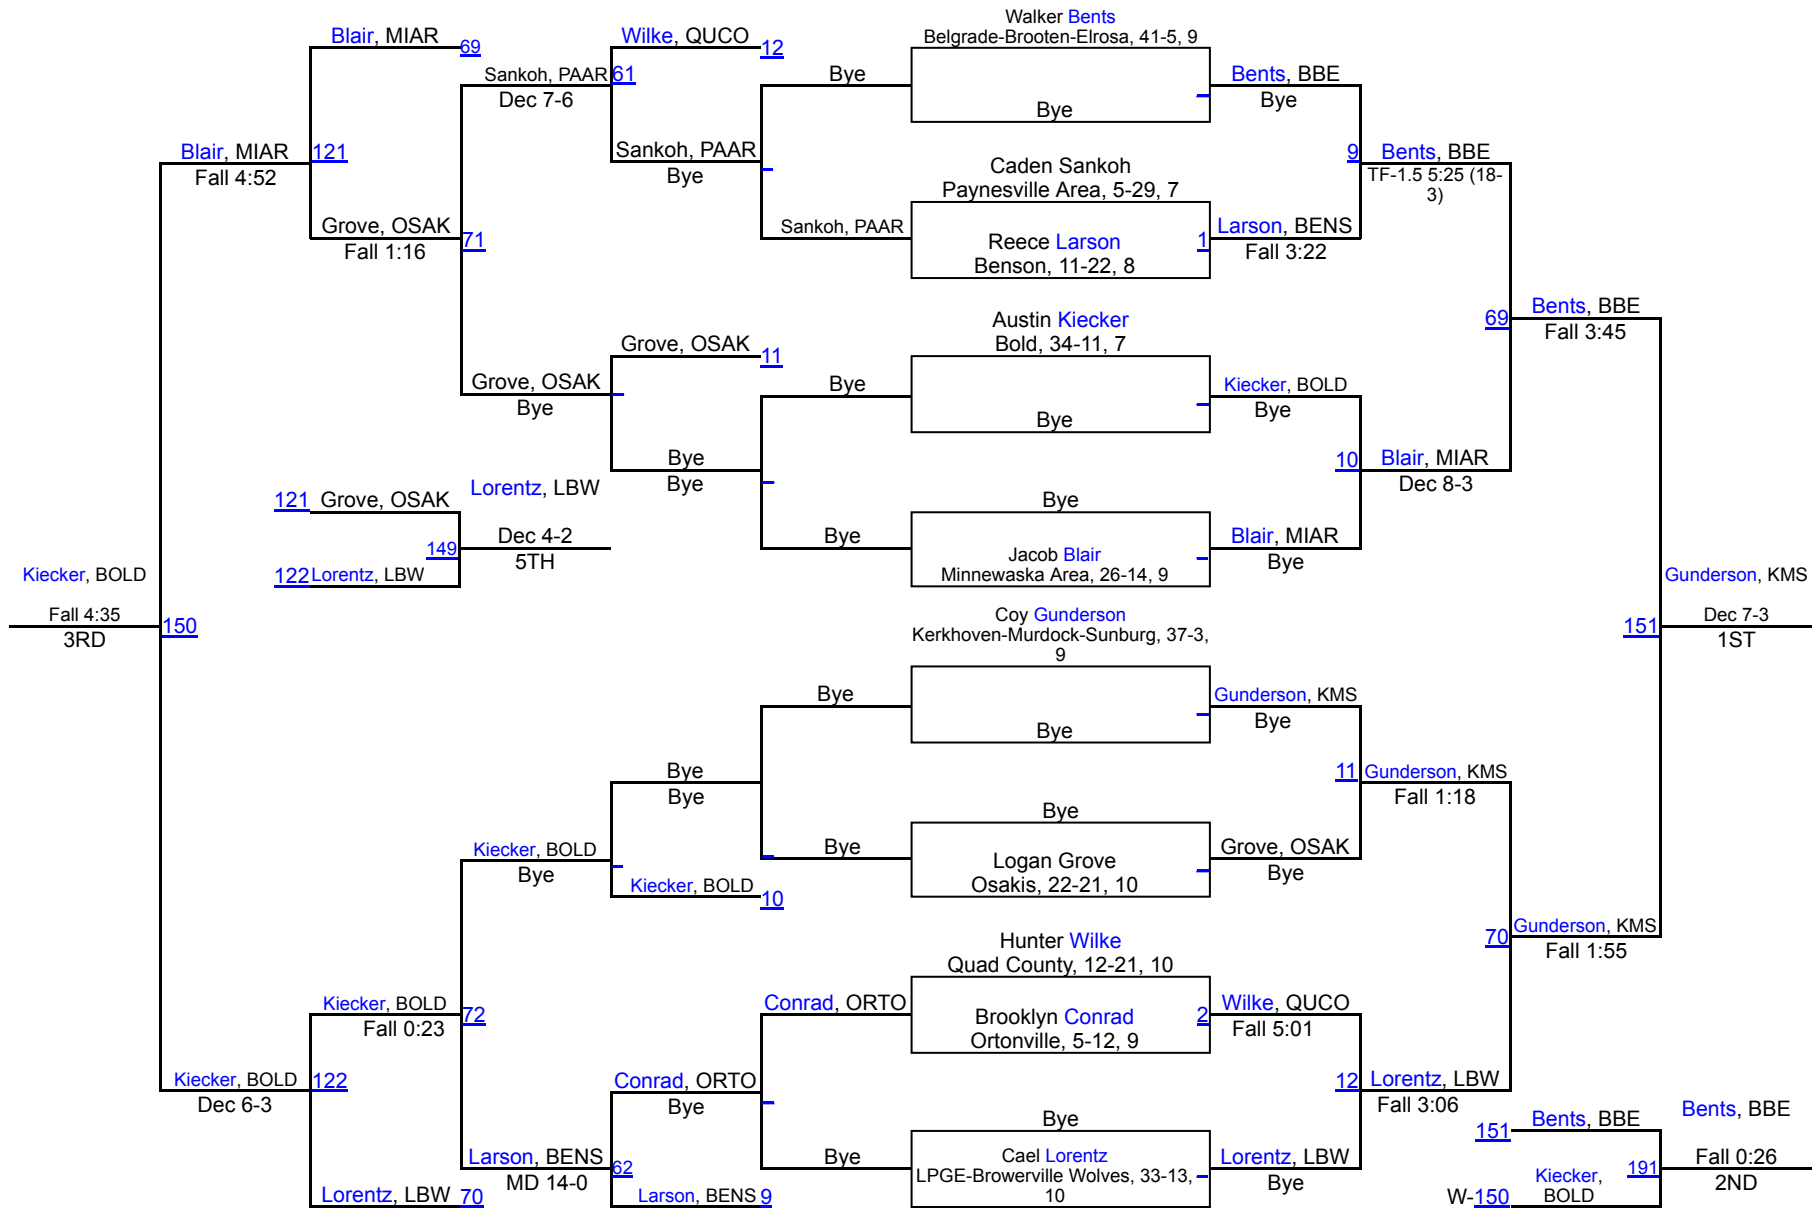 Blair, MIAR
69
Sankoh, PAAR
61
Dec 7-6
Wilke, QUCO
12
Sankoh, PAAR
Bye
Blair, MIAR
121
Fall 4:52
Grove, OSAK
71
Fall 1:16
Grove, OSAK
11
Grove, OSAK
Bye
Bye
Bye
121
Grove, OSAK
Lorentz, LBW
149
Dec 4-2
5TH
122
Lorentz, LBW
Kiecker, BOLD
Fall 4:35
150
3RD
Bye
Bye
Kiecker, BOLD
Bye
Kiecker, BOLD
10
Kiecker, BOLD
72
Fall 0:23
Conrad, ORTO
Bye
Kiecker, BOLD
122
Dec 6-3
Larson, BENS
62
MD 14-0
Lorentz, LBW
70
Larson, BENS
9
Bye
Sankoh, PAAR
Bye
Bye
Bye
Bye
Conrad, ORTO
Bye
Walker Bents
Belgrade-Brooten-Elrosa, 41-5, 9
Bye
Caden Sankoh
Paynesville Area, 5-29, 7
Reece Larson
1
Benson, 11-22, 8
Austin Kiecker
Bold, 34-11, 7
Bye
Bye
Jacob Blair
Minnewaska Area, 26-14, 9
Coy Gunderson
Kerkhoven-Murdock-Sunburg, 37-3,
9
Bye
Bye
Logan Grove
Osakis, 22-21, 10
Hunter Wilke
Quad County, 12-21, 10
Brooklyn Conrad
2
Ortonville, 5-12, 9
Bye
Cael Lorentz
LPGE-Browerville Wolves, 33-13,
10
Bents, BBE
Bye
9
Bents, BBE
TF-1.5 5:25 (18-
3)
Larson, BENS
Fall 3:22
Kiecker, BOLD
Bye
10
Blair, MIAR
Dec 8-3
Blair, MIAR
Bye
69
Bents, BBE
Fall 3:45
Gunderson, KMS
Bye
11
Gunderson, KMS
Fall 1:18
Grove, OSAK
Bye
70
Gunderson, KMS
Fall 1:55
Wilke, QUCO
Fall 5:01
12
Lorentz, LBW
Fall 3:06
Lorentz, LBW
Bye
Gunderson, KMS
151
Dec 7-3
1ST
151
Bents, BBE
Bents, BBE
191
Fall 0:26
2ND
W-150
Kiecker,
BOLD